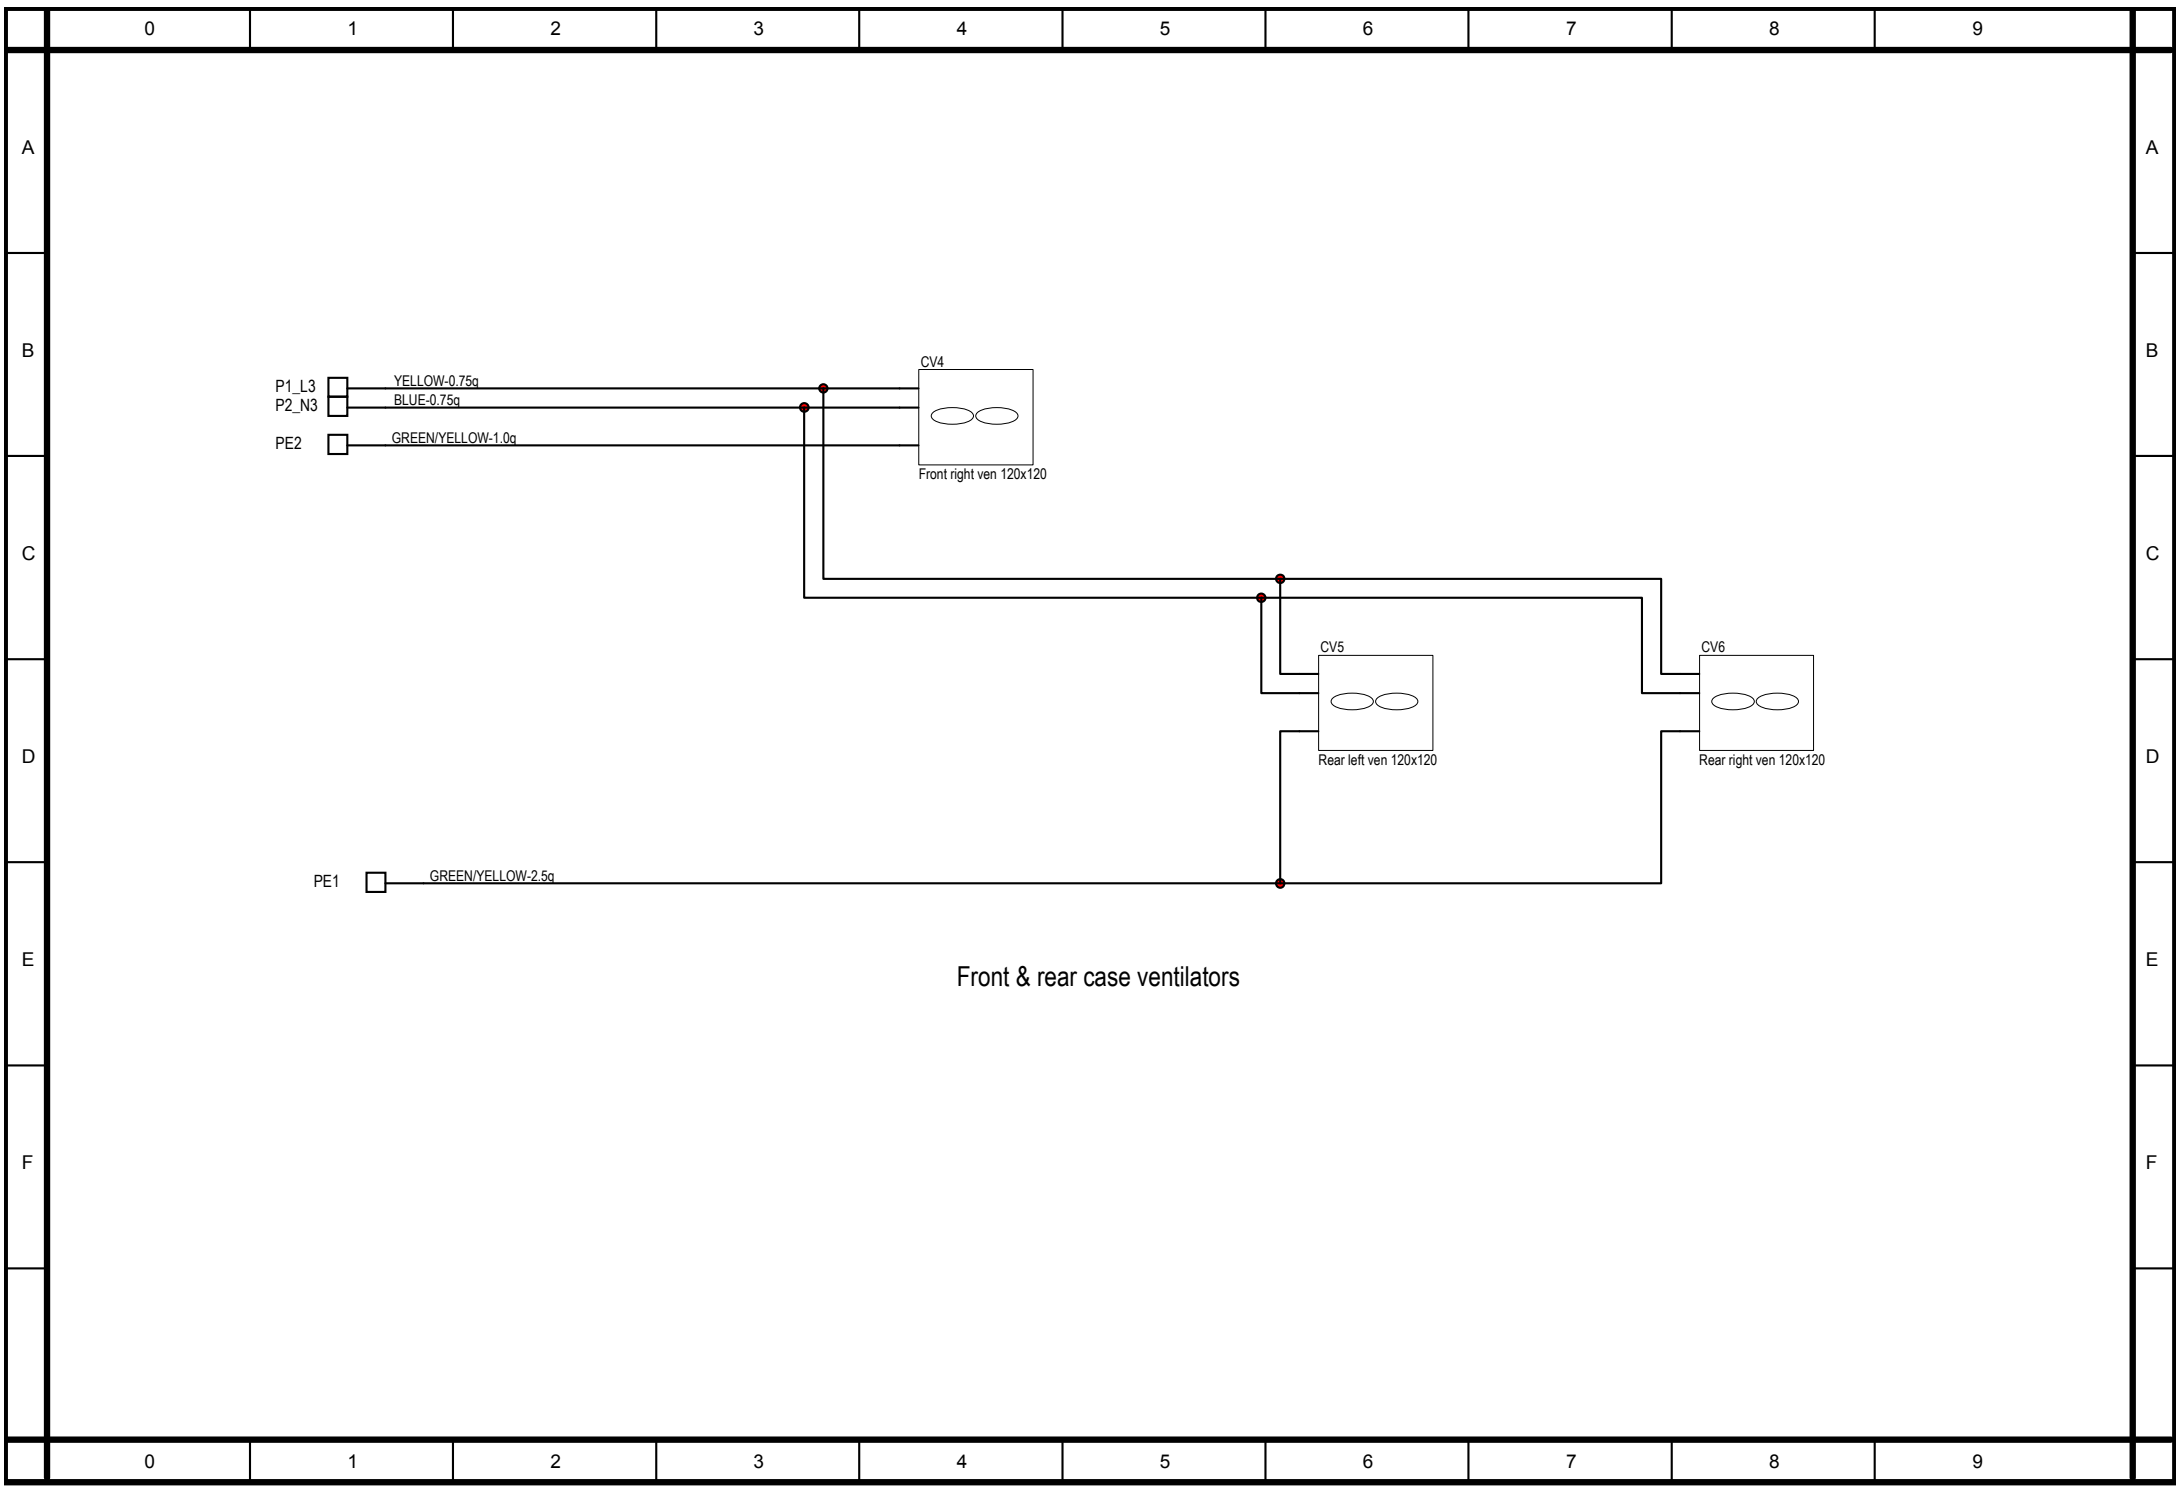 0 1 2 3 4 5 6 7 8 9
A A
B B
CV4
P1_L3 YELLOW-0.75q
P2_N3 BLUE-0.75q
PE2 GREEN/YELLOW-1.0q
Front right ven 120x120
C C
CV5 CV6
D D
Rear left ven 120x120 Rear right ven 120x120
PE1 GREEN/YELLOW-2.5q
E E
Front & rear case ventilators
F F
0 1 2 3 4 5 6 7 8 9